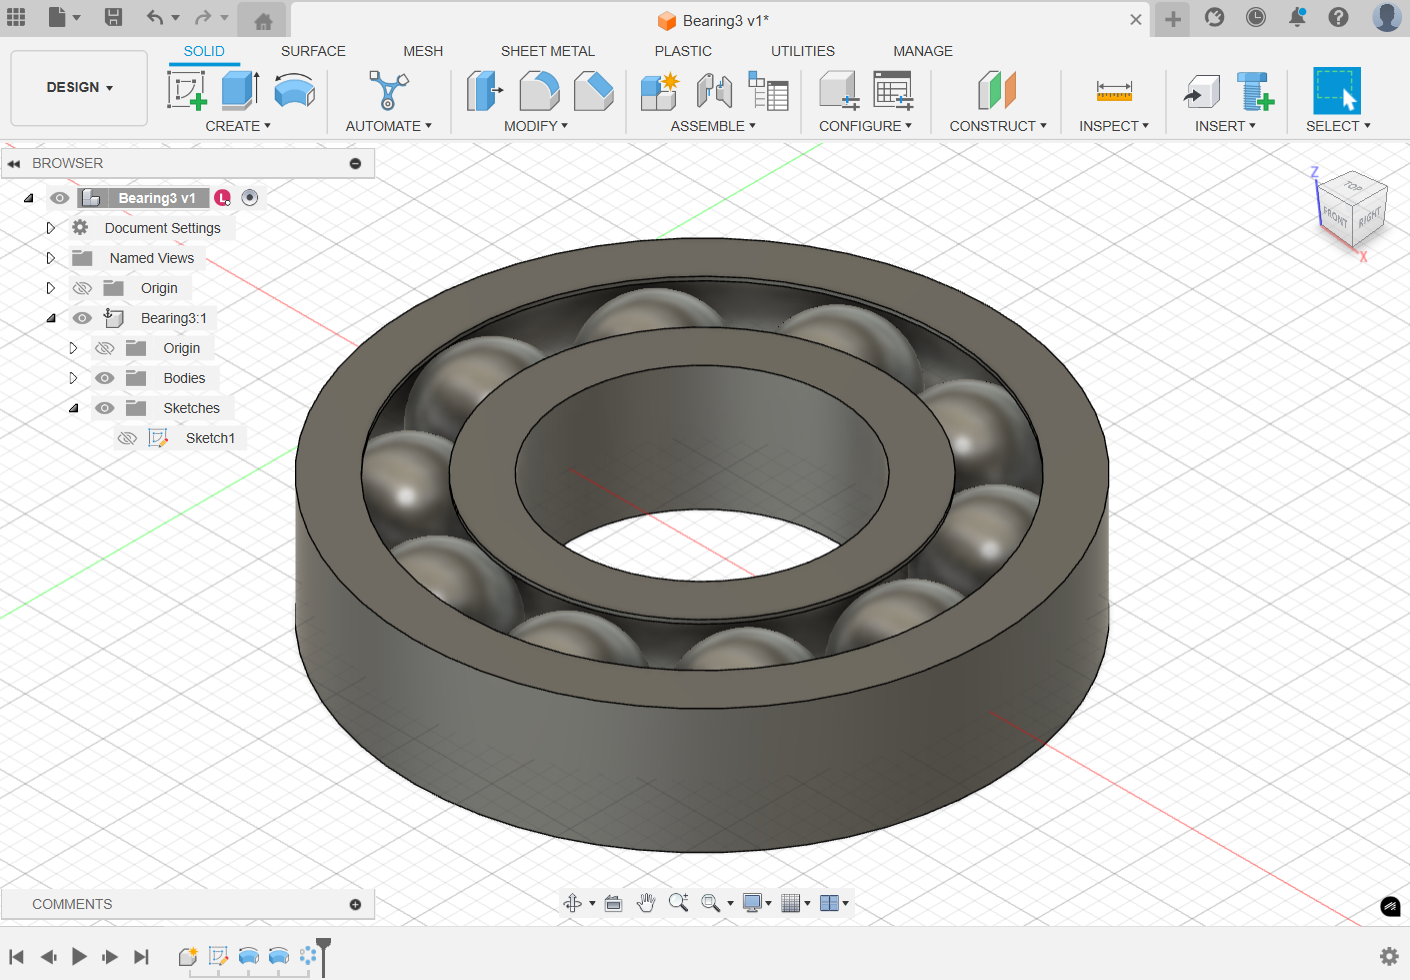 Bearing3 v1*
SOLID SURFACE MESH SHEET METAL PLASTIC UTILITIES MANAGE
DESIGN
CREATE AUTOMATE MODIFY ASSEMBLE CONFIGURE CONSTRUCT INSPECT INSERT SELECT
BROWSER
Bearing3 v1 L
Document Settings
Named Views
Origin
Bearing3:1
Origin
Bodies
Sketches
Sketch1
Z
TOP
FRONT RIGHT
X
COMMENTS